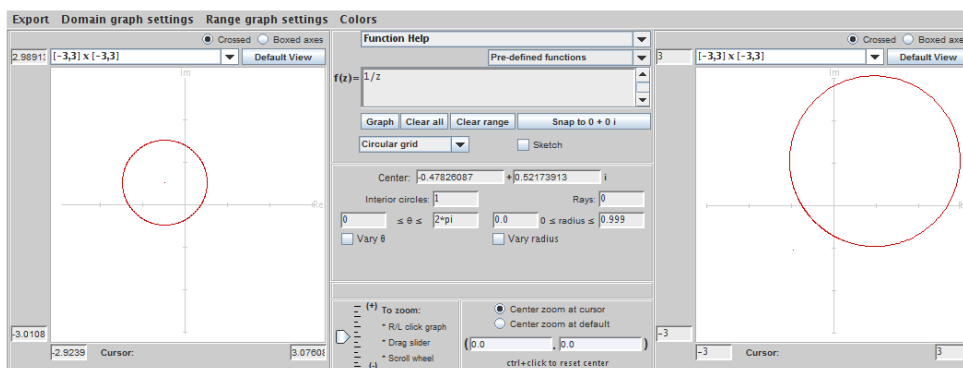 Export Domain graph settings Range graph settings Colors
Crossed Boxed axes
2.9891: [-3,3] x [-3,3] Default View
Im
Re
-3.0108
-2.9239 Cursor: 3.0760
Function Help
Pre-defined functions
f(z)= 1/z
Graph Clear all Clear range Snap to 0 + 0 i
Circular grid Sketch
Center: -0.47826087 + 0.52173913 i
Interior circles: 1 Rays: 0
0 ≤ θ ≤ 2*pi 0.0 0 ≤ radius ≤ 0.999
Vary θ Vary radius
(+) To zoom:
* R/L click graph
* Drag slider
* Scroll wheel
(-)
Center zoom at cursor
Center zoom at default
( 0.0 , 0.0 )
ctrl+click to reset center
Crossed Boxed axes
3 [-3,3] x [-3,3] Default View
Im
Re
-3
-3 Cursor: 3